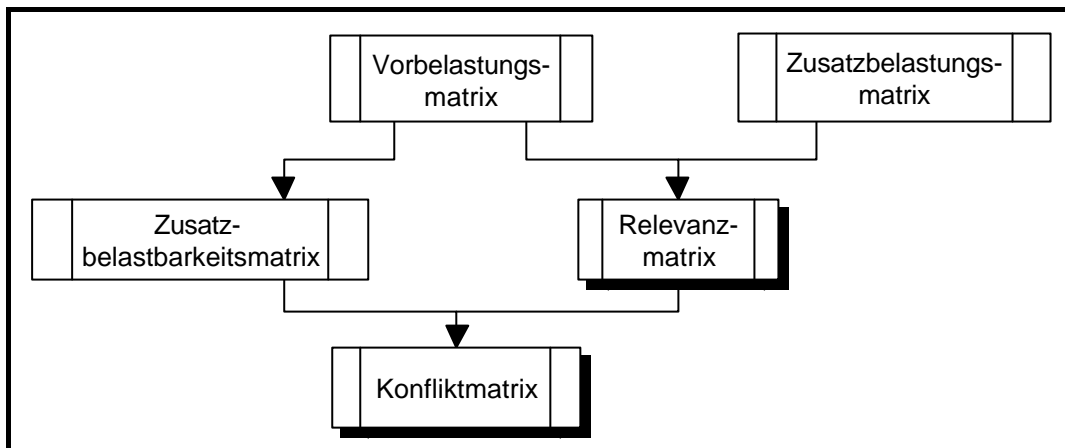 Vorbelastungs-
matrix
Zusatzbelastungs-
matrix
Zusatz-
belastbarkeitsmatrix
Relevanz-
matrix
Konfliktmatrix